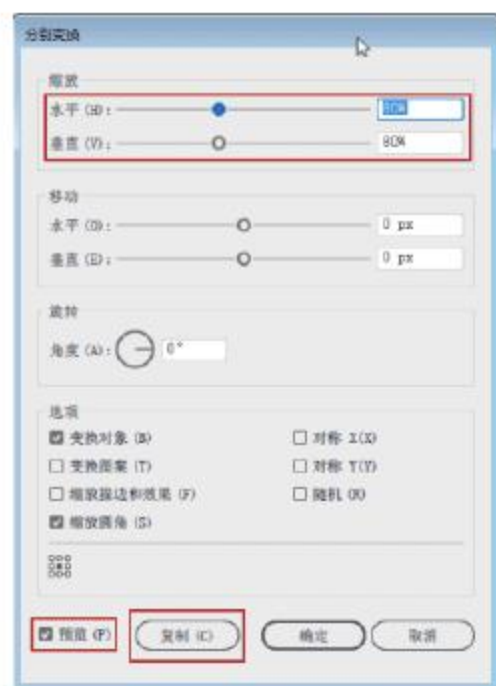 分别变换
缩放
水平 (H): 80%
垂直 (V): 80%
移动
水平 (O): 0 px
垂直 (E): 0 px
旋转
角度 (A): 0°
选项
变换对象 (B) 对称 X(X)
变换图案 (T) 对称 Y(Y)
缩放描边和效果 (F) 随机 (R)
缩放圆角 (S)
预览 (P) 复制 (C) 确定 取消